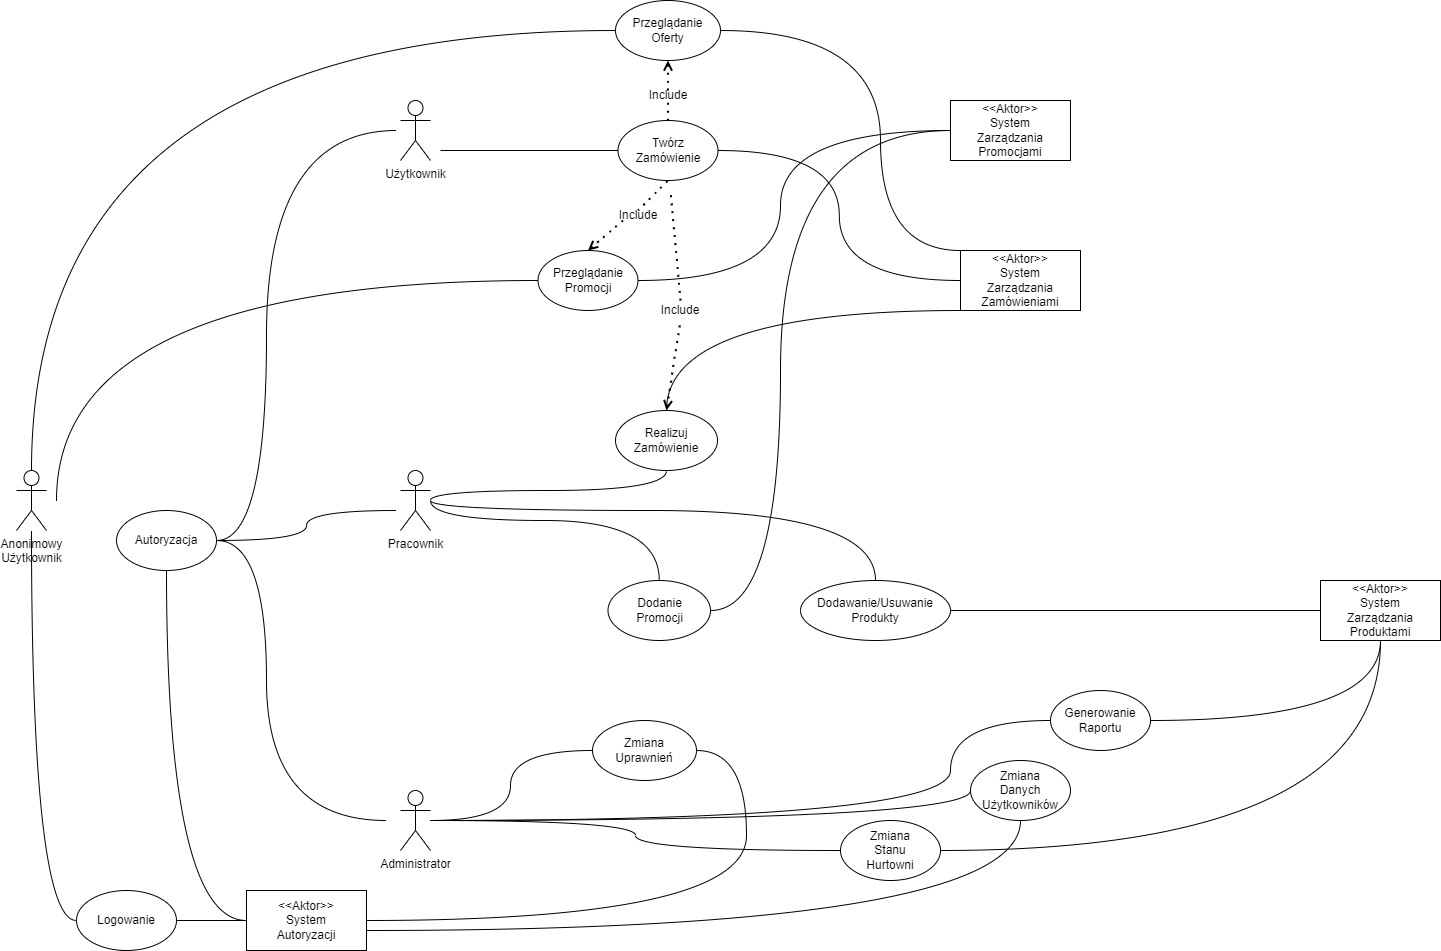 Przeglądanie
Oferty
Include
<<Aktor>>
System
Zarządzania
Promocjami
Twórz
Zamówienie
Użytkownik
Include
Przeglądanie
Promocji
<<Aktor>>
System
Zarządzania
Zamówieniami
Include
Realizuj
Zamówienie
Anonimowy
Użytkownik
Autoryzacja
Pracownik
Dodanie
Promocji
Dodawanie/Usuwanie
Produkty
<<Aktor>>
System
Zarządzania
Produktami
Generowanie
Raportu
Zmiana
Uprawnień
Zmiana
Danych
Użytkowników
Zmiana
Stanu
Hurtowni
Administrator
Logowanie
<<Aktor>>
System
Autoryzacji